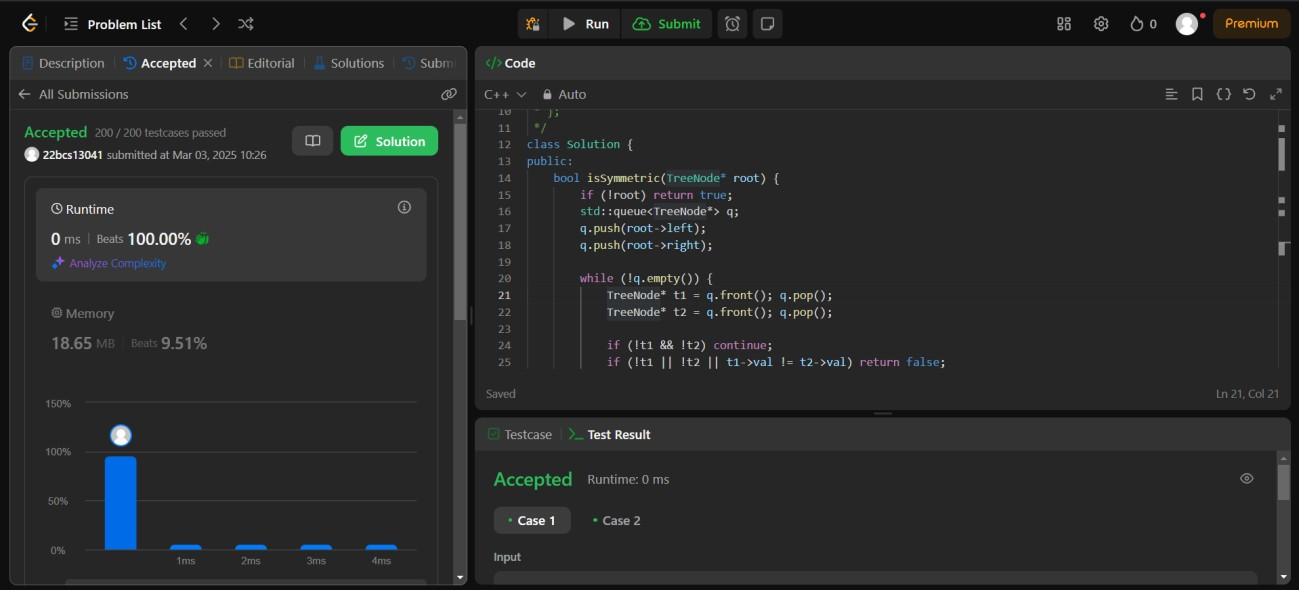 Problem List
Run
Submit
0
Premium
Description
Accepted
Editorial
Solutions
Subm
All Submissions
Accepted 200 / 200 testcases passed
22bcs13041 submitted at Mar 03, 2025 10:26
Solution
Runtime
0 ms Beats 100.00%
Analyze Complexity
Memory
18.65 MB Beats 9.51%
150%
100%
50%
0%
1ms 2ms 3ms 4ms
</> Code
C++ Auto
10 * };
11 */
12 class Solution {
13 public:
14 bool isSymmetric(TreeNode* root) {
15 if (!root) return true;
16 std::queue<TreeNode*> q;
17 q.push(root->left);
18 q.push(root->right);
19
20 while (!q.empty()) {
21 TreeNode* t1 = q.front(); q.pop();
22 TreeNode* t2 = q.front(); q.pop();
23
24 if (!t1 && !t2) continue;
25 if (!t1 || !t2 || t1->val != t2->val) return false;
Saved
Ln 21, Col 21
Testcase
Test Result
Accepted Runtime: 0 ms
Case 1
Case 2
Input